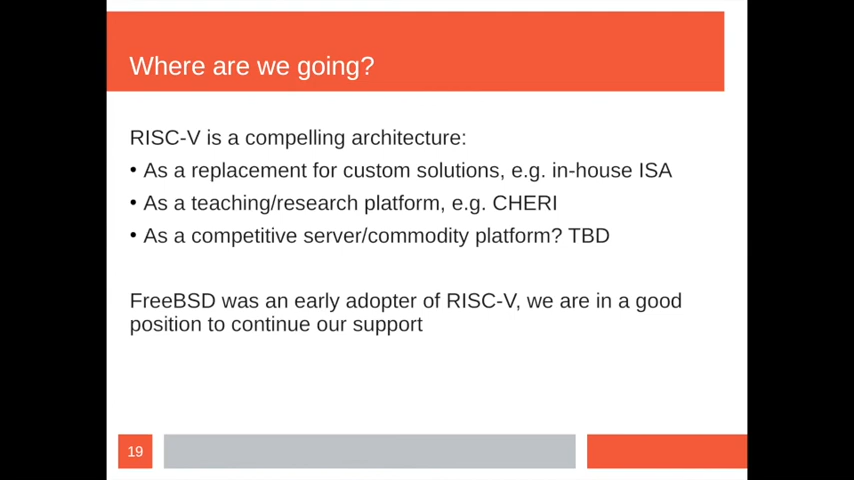 Where are we going?
RISC-V is a compelling architecture:
• As a replacement for custom solutions, e.g. in-house ISA
• As a teaching/research platform, e.g. CHERI
• As a competitive server/commodity platform? TBD
FreeBSD was an early adopter of RISC-V, we are in a good
position to continue our support
19